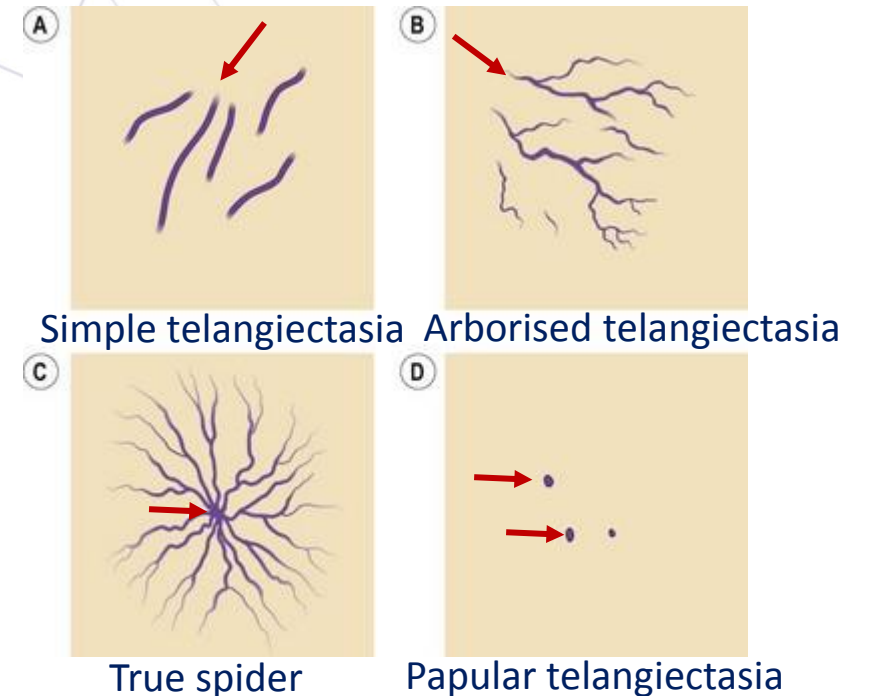 A
B
Simple telangiectasia
Arborised telangiectasia
C
D
True spider
Papular telangiectasia